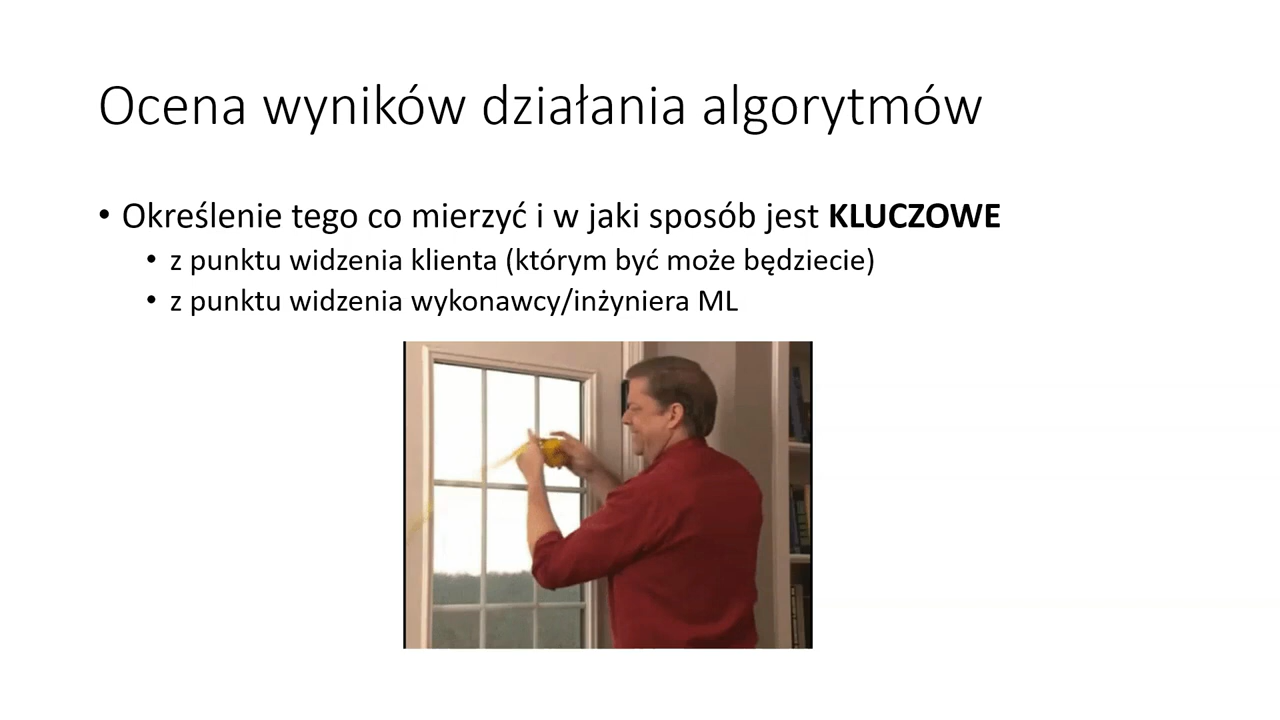 Ocena wyników działania algorytmów
• Określenie tego co mierzyć i w jaki sposób jest KLUCZOWE
• z punktu widzenia klienta (którym być może będziecie)
• z punktu widzenia wykonawcy/inżyniera ML